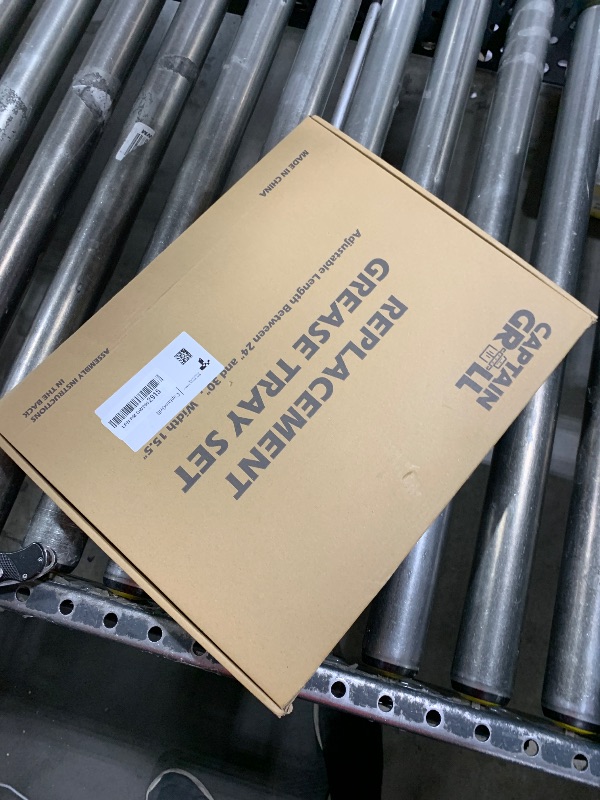 CAPTAIN
GRILL
REPLACEMENT
GREASE TRAY SET
Adjustable Length Between 24" and 30", Width 15.5"
MADE IN CHINA
ASSEMBLY INSTRUCTIONS
IN THE BACK